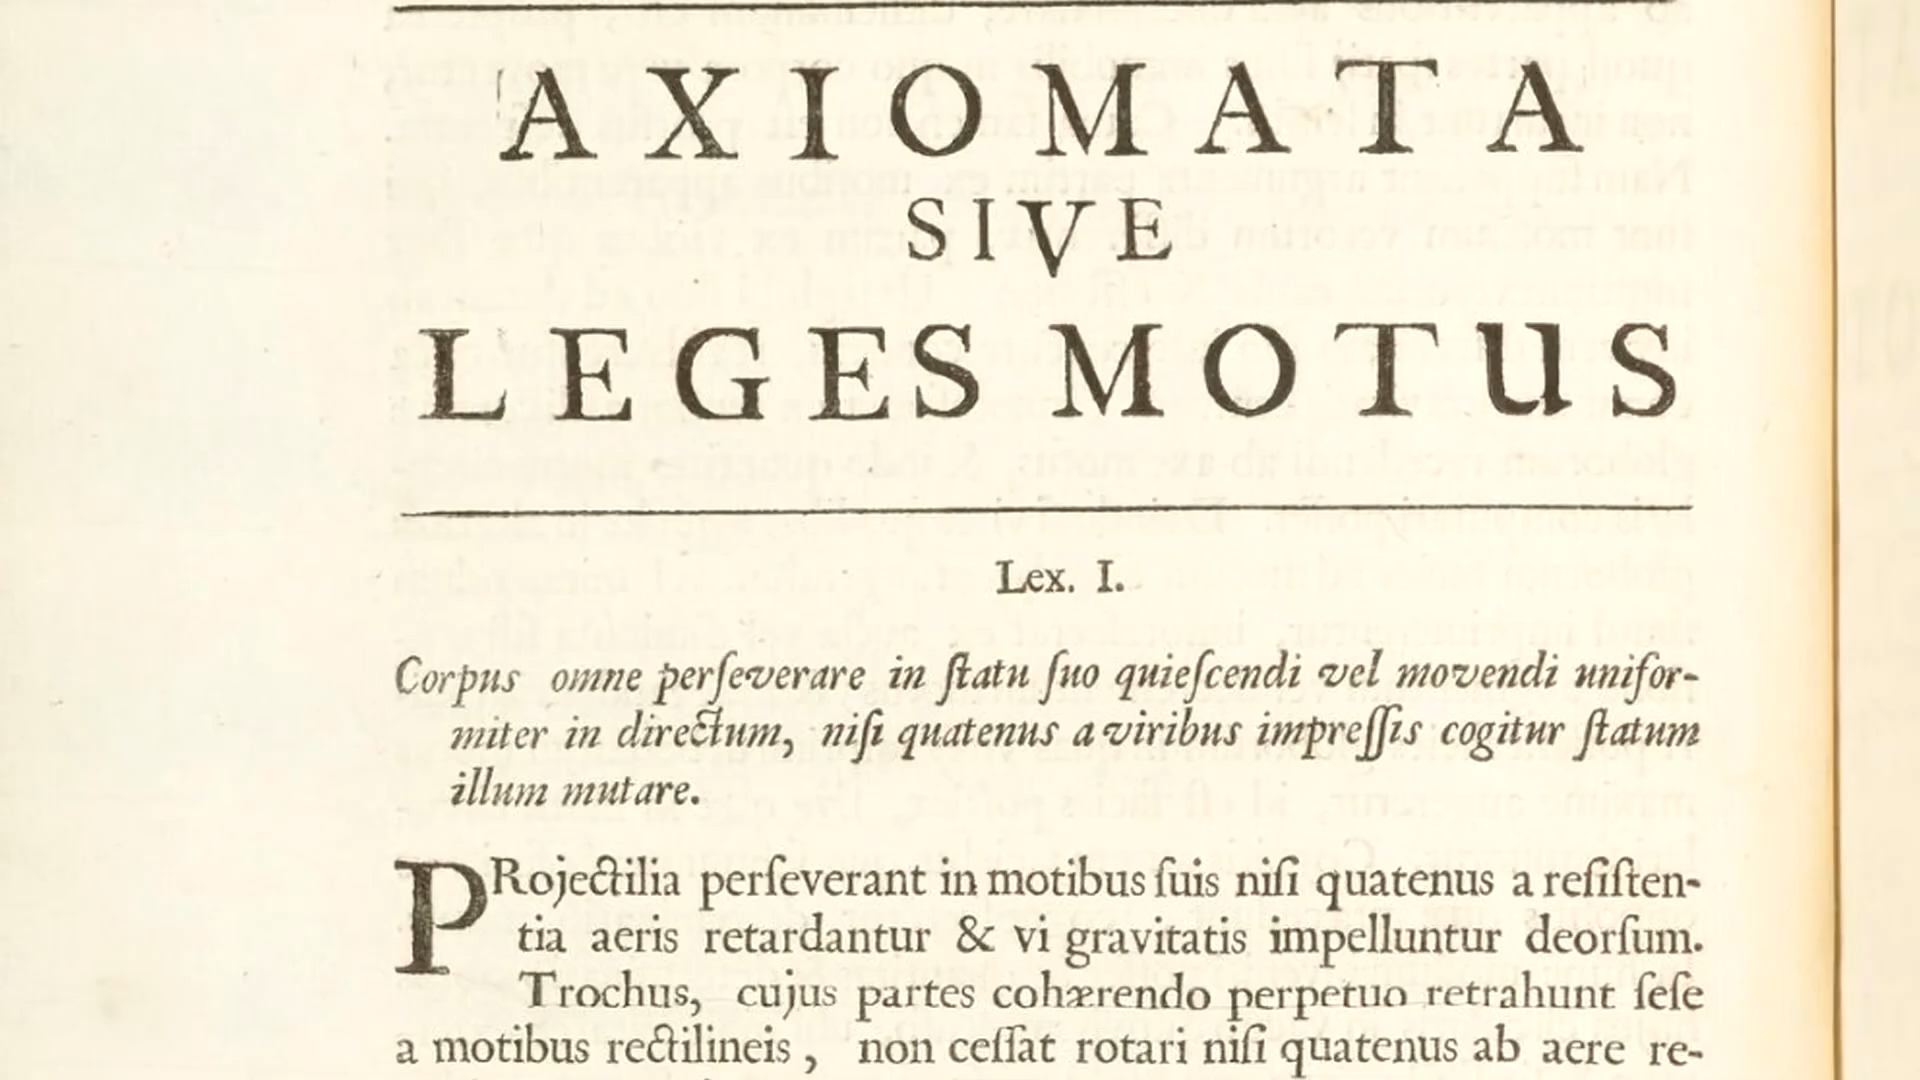 AXIOMATA
SIVE
LEGES MOTUS
Lex. I.
Corpus omne perſeverare in ſtatu ſuo quieſcendi vel movendi unifor-
miter in directum, niſi quatenus a viribus impreſſis cogitur ſtatum
illum mutare.
PRojectilia perſeverant in motibus ſuis niſi quatenus a reſiſten-
tia aeris retardantur & vi gravitatis impelluntur deorſum.
Trochus, cujus partes cohærendo perpetuo retrahunt ſeſe
a motibus rectilineis, non ceſſat rotari niſi quatenus ab aere re-